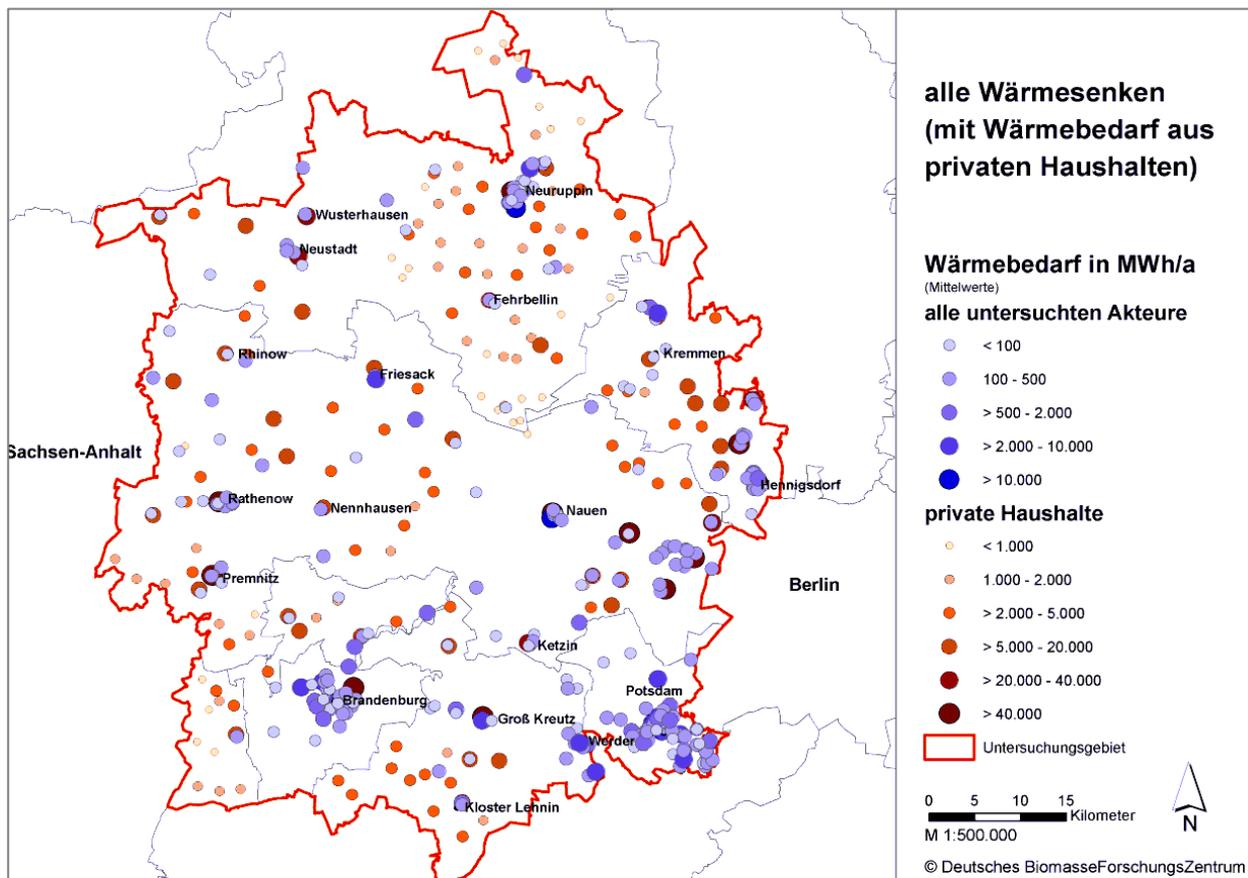 Neuruppin
Wusterhausen
Neustadt
Fehrbellin
Rhinow
Kremmen
Friesack
Sachsen-Anhalt
Hennigsdorf
Rathenow
Nennhausen
Nauen
Premnitz
Berlin
Ketzin
Potsdam
Brandenburg
Groß Kreutz
Werder
Kloster Lehnin
alle Wärmesenken
(mit Wärmebedarf aus
privaten Haushalten)
Wärmebedarf in MWh/a
(Mittelwerte)
alle untersuchten Akteure
< 100
100 - 500
> 500 - 2.000
> 2.000 - 10.000
> 10.000
private Haushalte
< 1.000
1.000 - 2.000
> 2.000 - 5.000
> 5.000 - 20.000
> 20.000 - 40.000
> 40.000
Untersuchungsgebiet
0 5 10 15
Kilometer
M 1:500.000
N
© Deutsches BiomasseForschungsZentrum